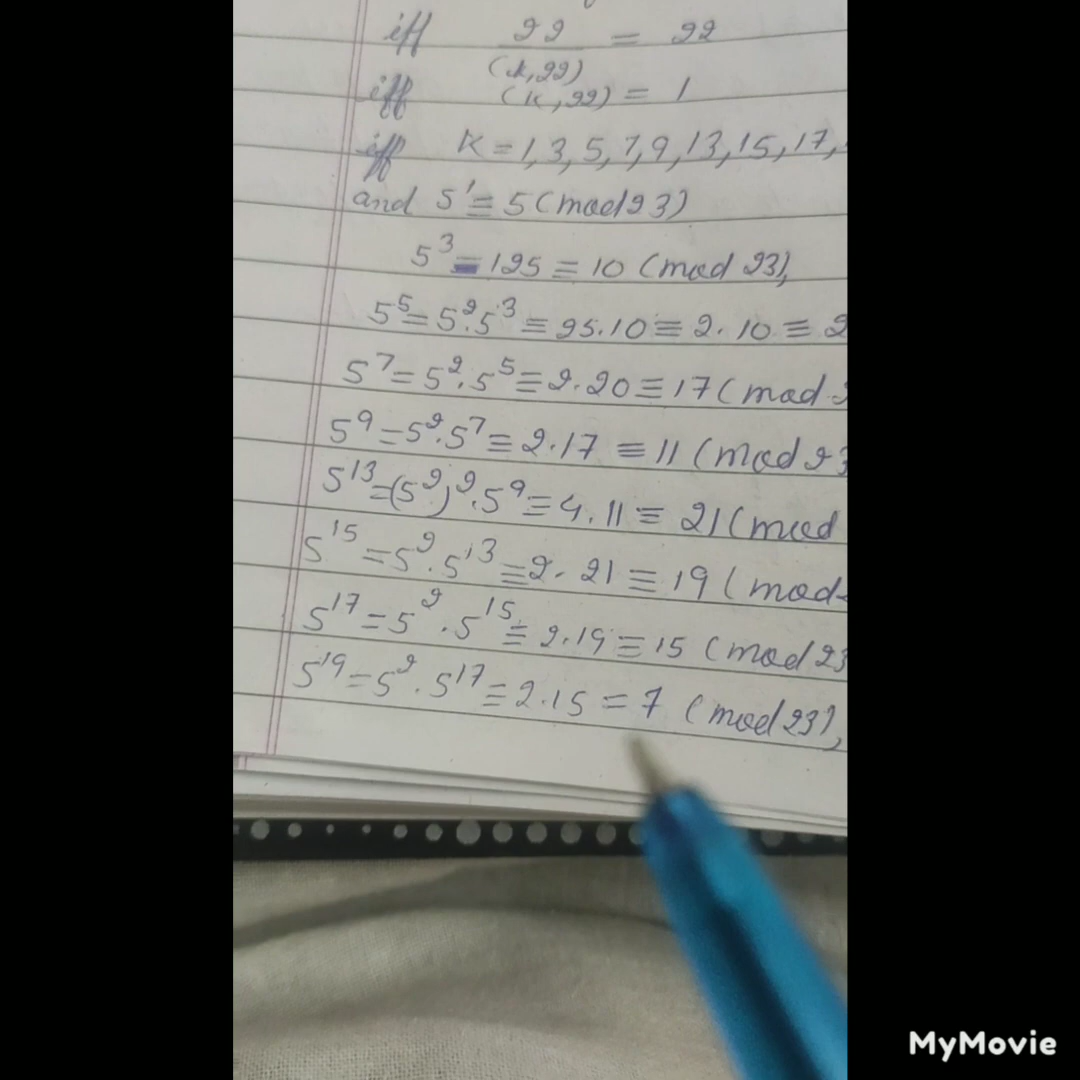 iff 22/(k,22) = 22
iff (k,22) = 1
iff K = 1, 3, 5, 7, 9, 13, 15, 17,
and 5¹ ≡ 5 (mod 23)
5³ = 125 ≡ 10 (mod 23),
5⁵ = 5².5³ ≡ 25.10 ≡ 2.10 ≡ 2
5⁷ = 5².5⁵ ≡ 2.20 ≡ 17 (mod 2
5⁹ = 5².5⁷ ≡ 2.17 ≡ 11 (mod 23
5¹³ = (5²)².5⁹ ≡ 4.11 ≡ 21 (mod
5¹⁵ = 5².5¹³ ≡ 2.21 ≡ 19 (mod
5¹⁷ = 5².5¹⁵ ≡ 2.19 ≡ 15 (mod 23
5¹⁹ = 5².5¹⁷ ≡ 2.15 = 7 (mod 23),
MyMovie